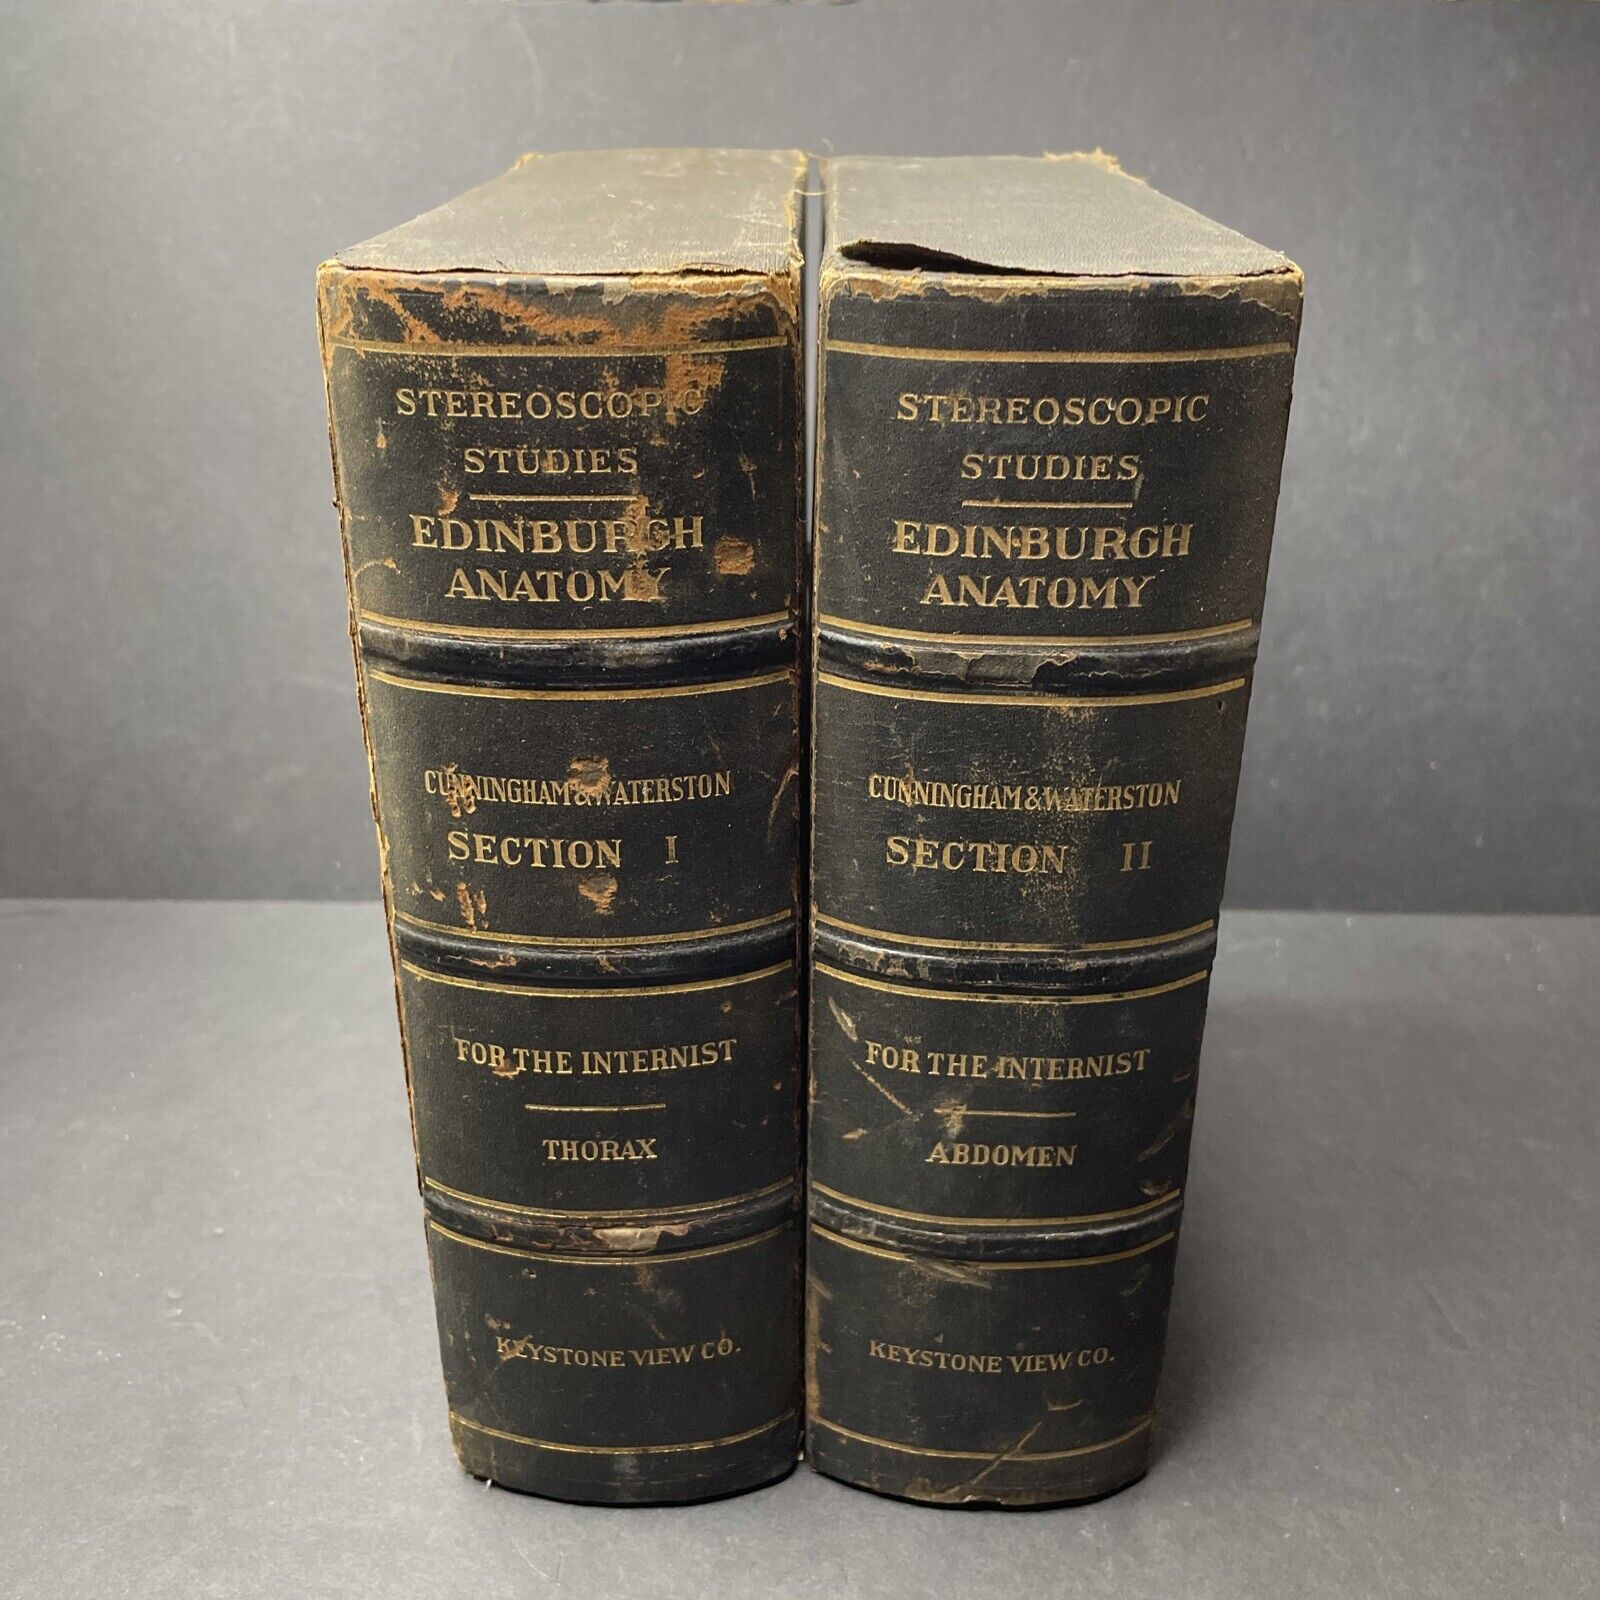 STEREOSCOPIC
STUDIES
EDINBURGH
ANATOMY
CUNNINGHAM & WATERSTON
SECTION I
FOR THE INTERNIST
THORAX
KEYSTONE VIEW CO.
STEREOSCOPIC
STUDIES
EDINBURGH
ANATOMY
CUNNINGHAM & WATERSTON
SECTION II
FOR THE INTERNIST
ABDOMEN
KEYSTONE VIEW CO.